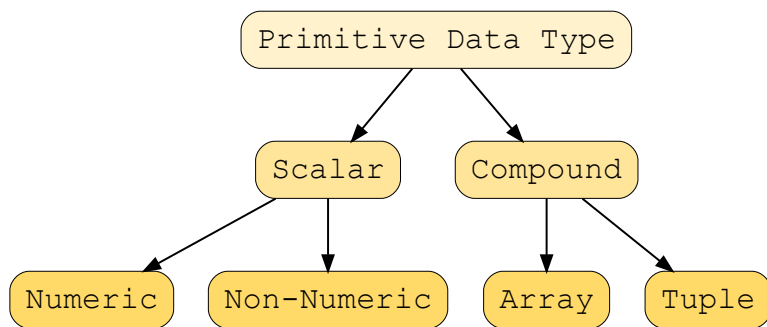 Primitive Data Type
Scalar
Compound
Numeric
Non-Numeric
Array
Tuple